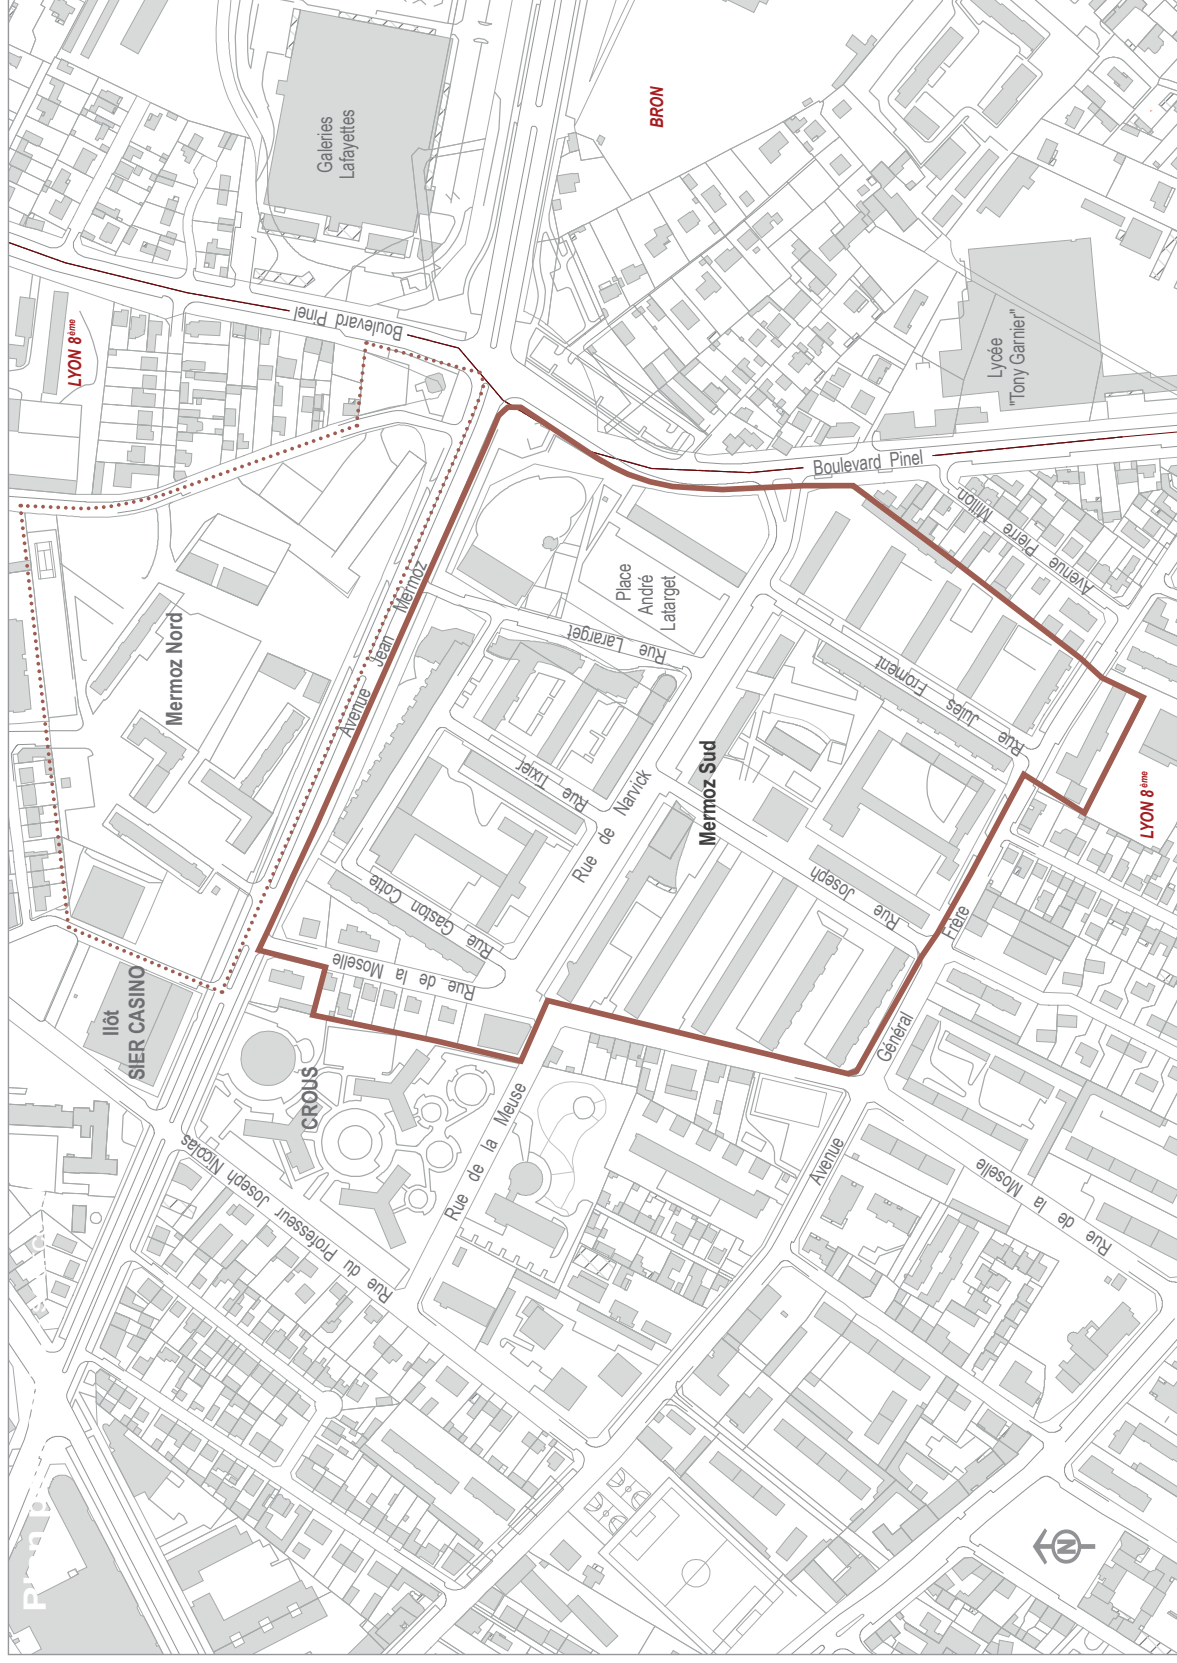 Galeries
Lafayettes
BRON
LYON 8ème
Boulevard Pinel
Lycée
"Tony Garnier"
Boulevard Pinel
Avenue Pierre Millon
Mermoz Nord
Avenue Jean Mermoz
Place
André
Latarget
Rue Lararget
Rue Jules Froment
Rue Tixier
Rue de Narvick
Mermoz Sud
LYON 8ème
Rue Joseph
Rue Gaston Cotte
Rue de la Moselle
Ilôt
SIER CASINO
CROUS
Avenue Général Frère
Rue de la Meuse
Rue du Professeur Joseph Nicolas
Rue de la Moselle
N